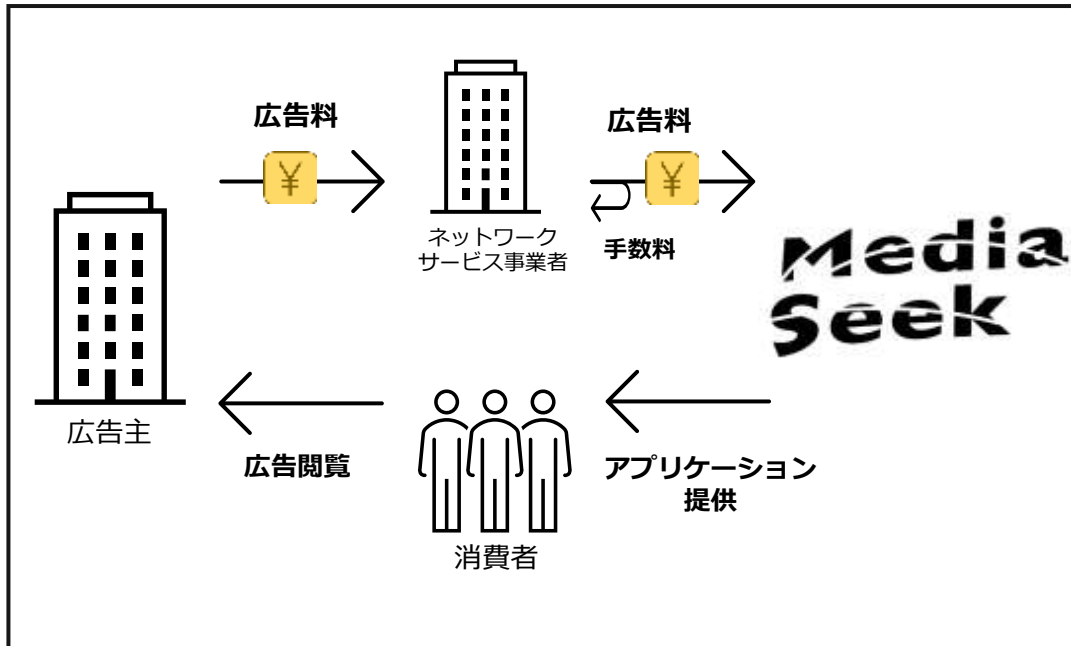 広告料
広告料
¥
¥
ネットワーク
サービス事業者
手数料
Media
Seek
広告主
広告閲覧
アプリケーション
提供
消費者